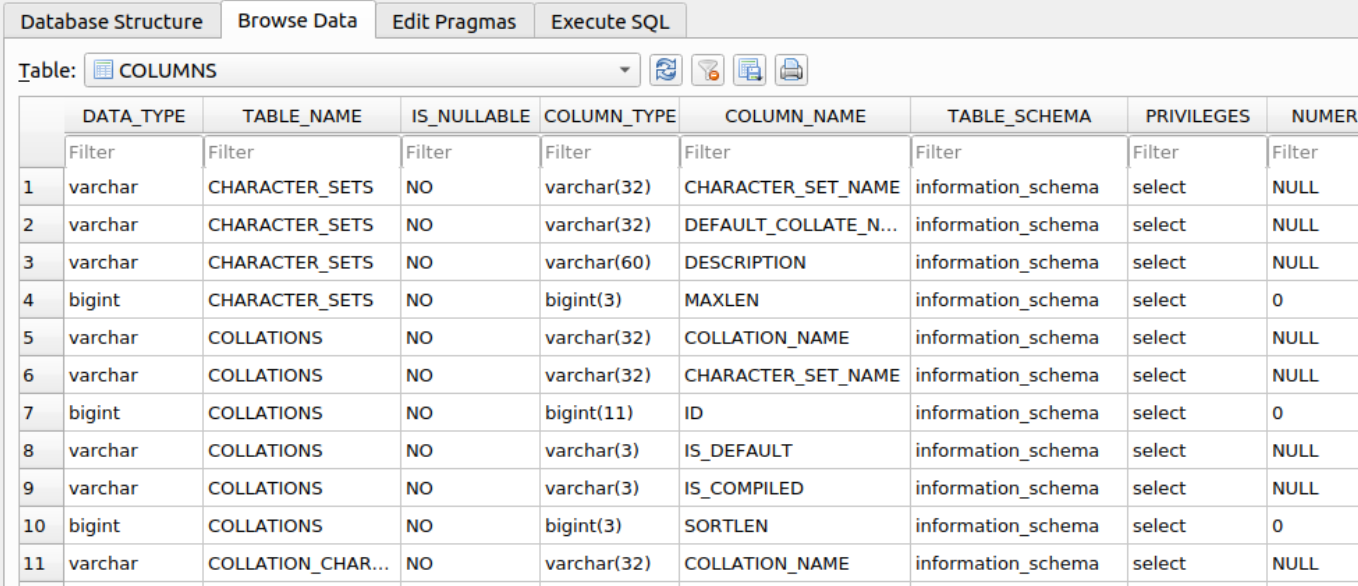 Database Structure Browse Data Edit Pragmas Execute SQL
Table: COLUMNS
DATA_TYPE TABLE_NAME IS_NULLABLE COLUMN_TYPE COLUMN_NAME TABLE_SCHEMA PRIVILEGES NUMER
Filter Filter Filter Filter Filter Filter Filter Filter
1 varchar CHARACTER_SETS NO varchar(32) CHARACTER_SET_NAME information_schema select NULL
2 varchar CHARACTER_SETS NO varchar(32) DEFAULT_COLLATE_N... information_schema select NULL
3 varchar CHARACTER_SETS NO varchar(60) DESCRIPTION information_schema select NULL
4 bigint CHARACTER_SETS NO bigint(3) MAXLEN information_schema select 0
5 varchar COLLATIONS NO varchar(32) COLLATION_NAME information_schema select NULL
6 varchar COLLATIONS NO varchar(32) CHARACTER_SET_NAME information_schema select NULL
7 bigint COLLATIONS NO bigint(11) ID information_schema select 0
8 varchar COLLATIONS NO varchar(3) IS_DEFAULT information_schema select NULL
9 varchar COLLATIONS NO varchar(3) IS_COMPILED information_schema select NULL
10 bigint COLLATIONS NO bigint(3) SORTLEN information_schema select 0
11 varchar COLLATION_CHAR... NO varchar(32) COLLATION_NAME information_schema select NULL